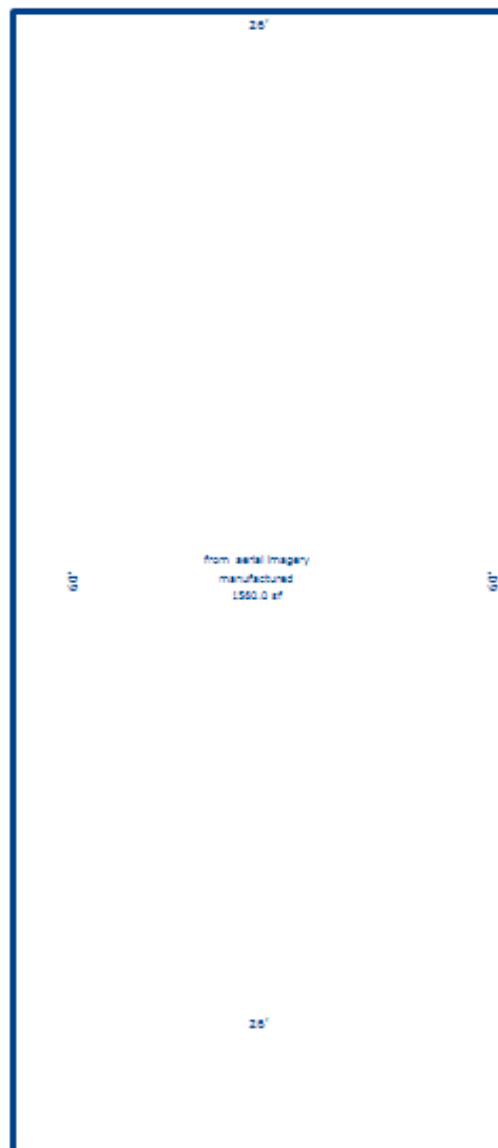 26'
from aerial imagery
manufactured
1560.0 sf
60'
60'
26'